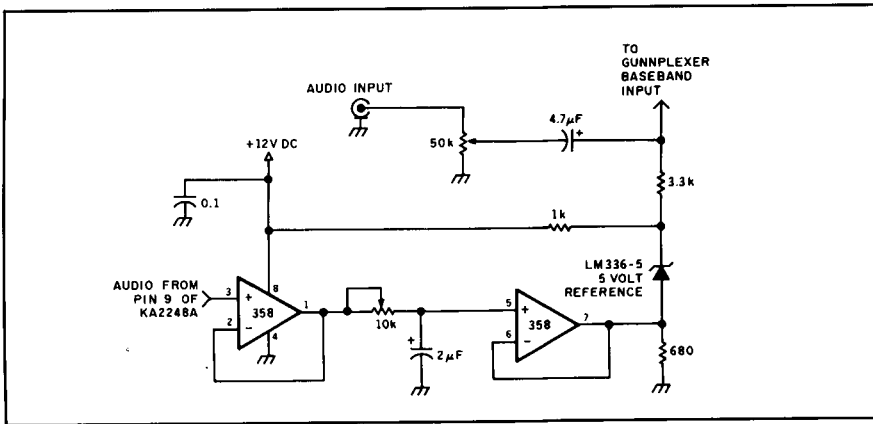 TO
GUNNPLEXER
BASEBAND
INPUT
AUDIO INPUT
4.7µF
+
50k
+12V DC
3.3k
0.1
1k
LM336-5
5 VOLT
REFERENCE
AUDIO FROM
PIN 9 OF
KA2248A
3
+
8
358
1
2
-
4
10k
+
2µF
5
+
358
7
6
-
680